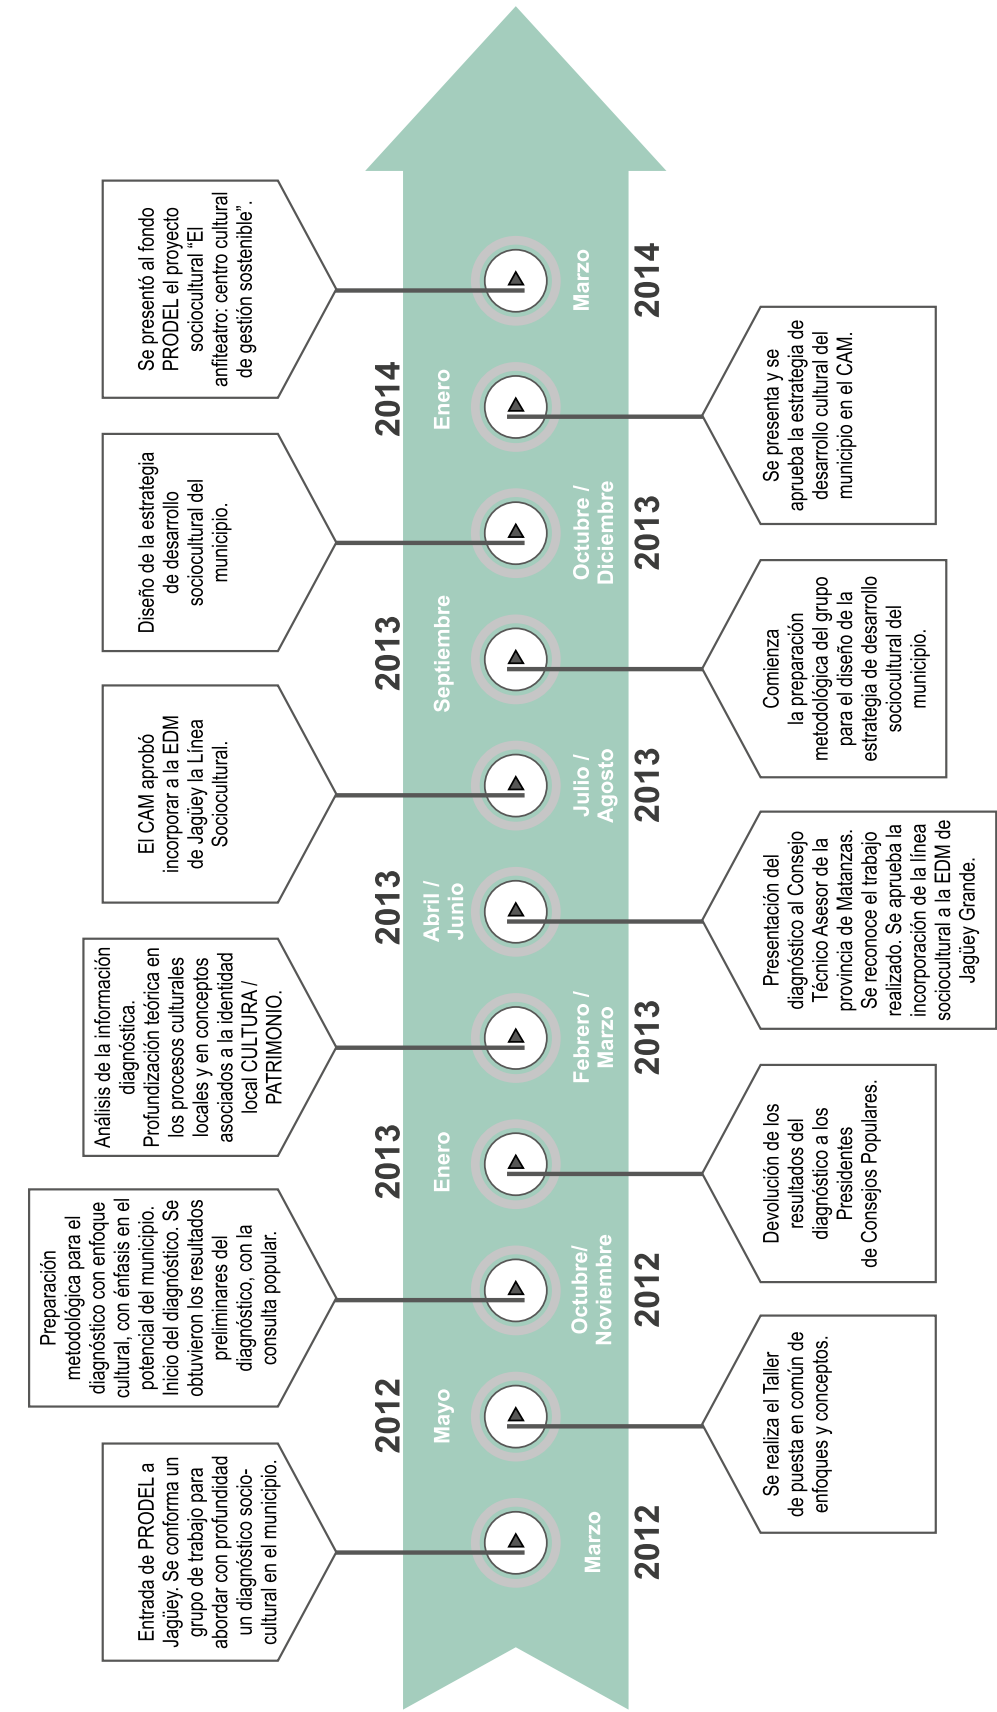 Entrada de PRODEL a
Jagüey. Se conforma un
grupo de trabajo para
abordar con profundidad
un diagnóstico socio-
cultural en el municipio.
Marzo
2012
2012
Mayo
Se realiza el Taller
de puesta en común de
enfoques y conceptos.
Preparación
metodológica para el
diagnóstico con enfoque
cultural, con énfasis en el
potencial del municipio.
Inicio del diagnóstico. Se
obtuvieron los resultados
preliminares del
diagnóstico, con la
consulta popular.
Octubre/
Noviembre
2012
2013
Enero
Devolución de los
resultados del
diagnóstico a los
Presidentes
de Consejos Populares.
Análisis de la información
diagnóstica.
Profundización teórica en
los procesos culturales
locales y en conceptos
asociados a la identidad
local CULTURA /
PATRIMONIO.
Febrero /
Marzo
2013
2013
Abril /
Junio
Presentación del
diagnóstico al Consejo
Técnico Asesor de la
provincia de Matanzas.
Se reconoce el trabajo
realizado. Se aprueba la
incorporación de la línea
sociocultural a la EDM de
Jagüey Grande.
El CAM aprobó
incorporar a la EDM
de Jagüey la Línea
Sociocultural.
Julio /
Agosto
2013
2013
Septiembre
Comienza
la preparación
metodológica del grupo
para el diseño de la
estrategia de desarrollo
sociocultural del
municipio.
Diseño de la estrategia
de desarrollo
sociocultural del
municipio.
Octubre /
Diciembre
2013
2014
Enero
Se presenta y se
aprueba la estrategia de
desarrollo cultural del
municipio en el CAM.
Se presentó al fondo
PRODEL el proyecto
sociocultural “El
anfiteatro: centro cultural
de gestión sostenible”.
Marzo
2014